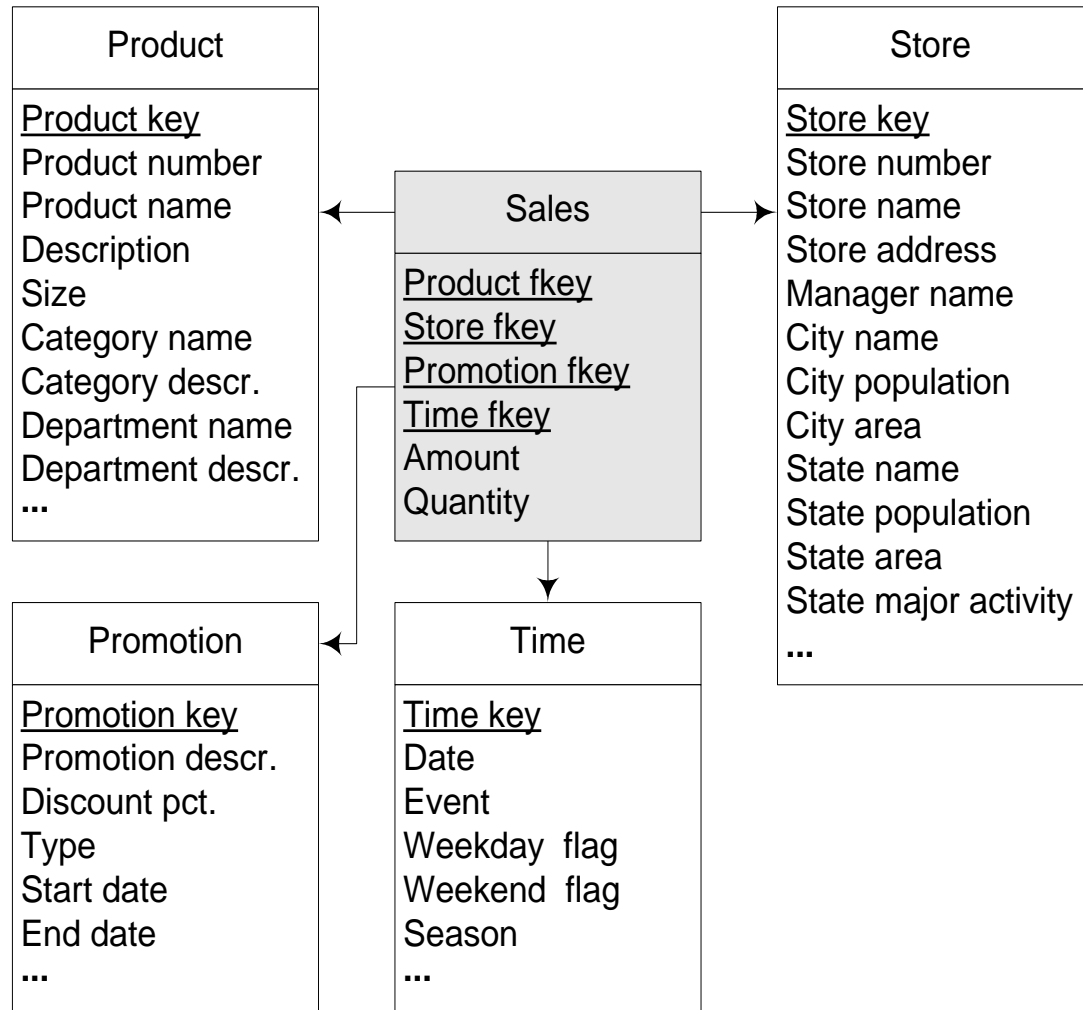 Product
Product key
Product number
Product name
Description
Size
Category name
Category descr.
Department name
Department descr.
...
Sales
Product fkey
Store fkey
Promotion fkey
Time fkey
Amount
Quantity
Store
Store key
Store number
Store name
Store address
Manager name
City name
City population
City area
State name
State population
State area
State major activity
...
Promotion
Promotion key
Promotion descr.
Discount pct.
Type
Start date
End date
...
Time
Time key
Date
Event
Weekday flag
Weekend flag
Season
...